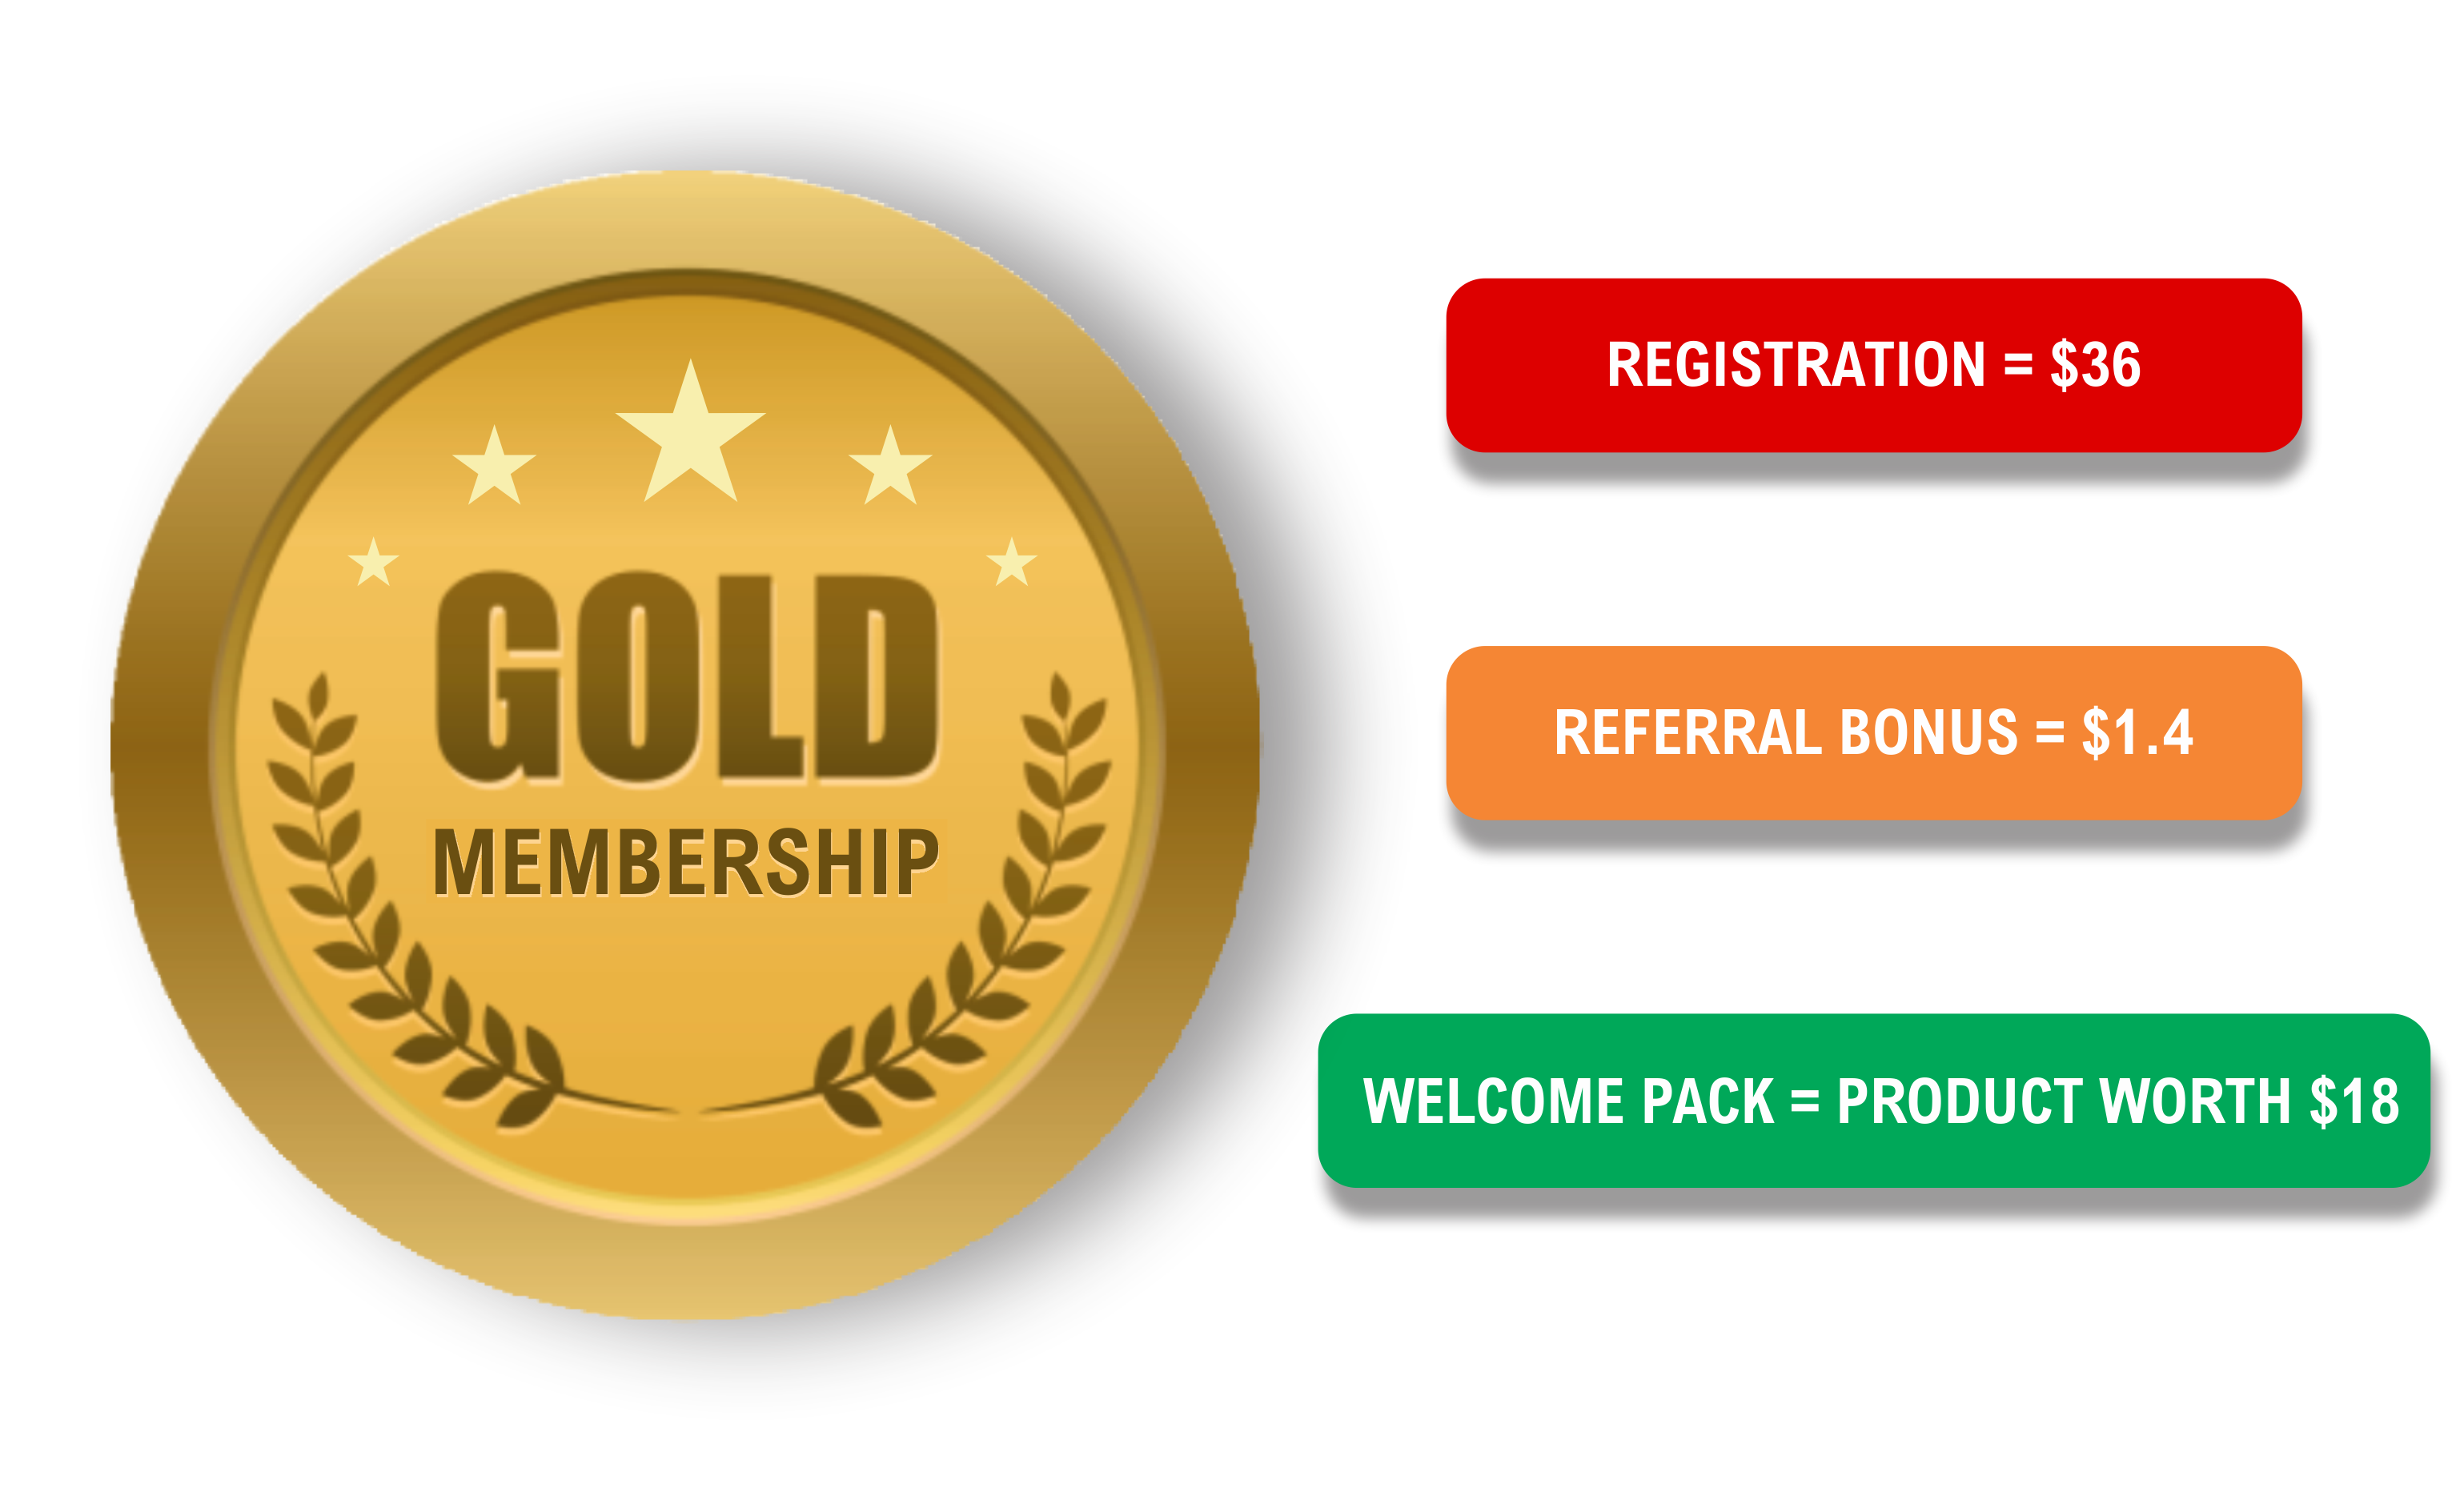 GOLD
MEMBERSHIP
REGISTRATION = $36
REFERRAL BONUS = $1.4
WELCOME PACK = PRODUCT WORTH $18